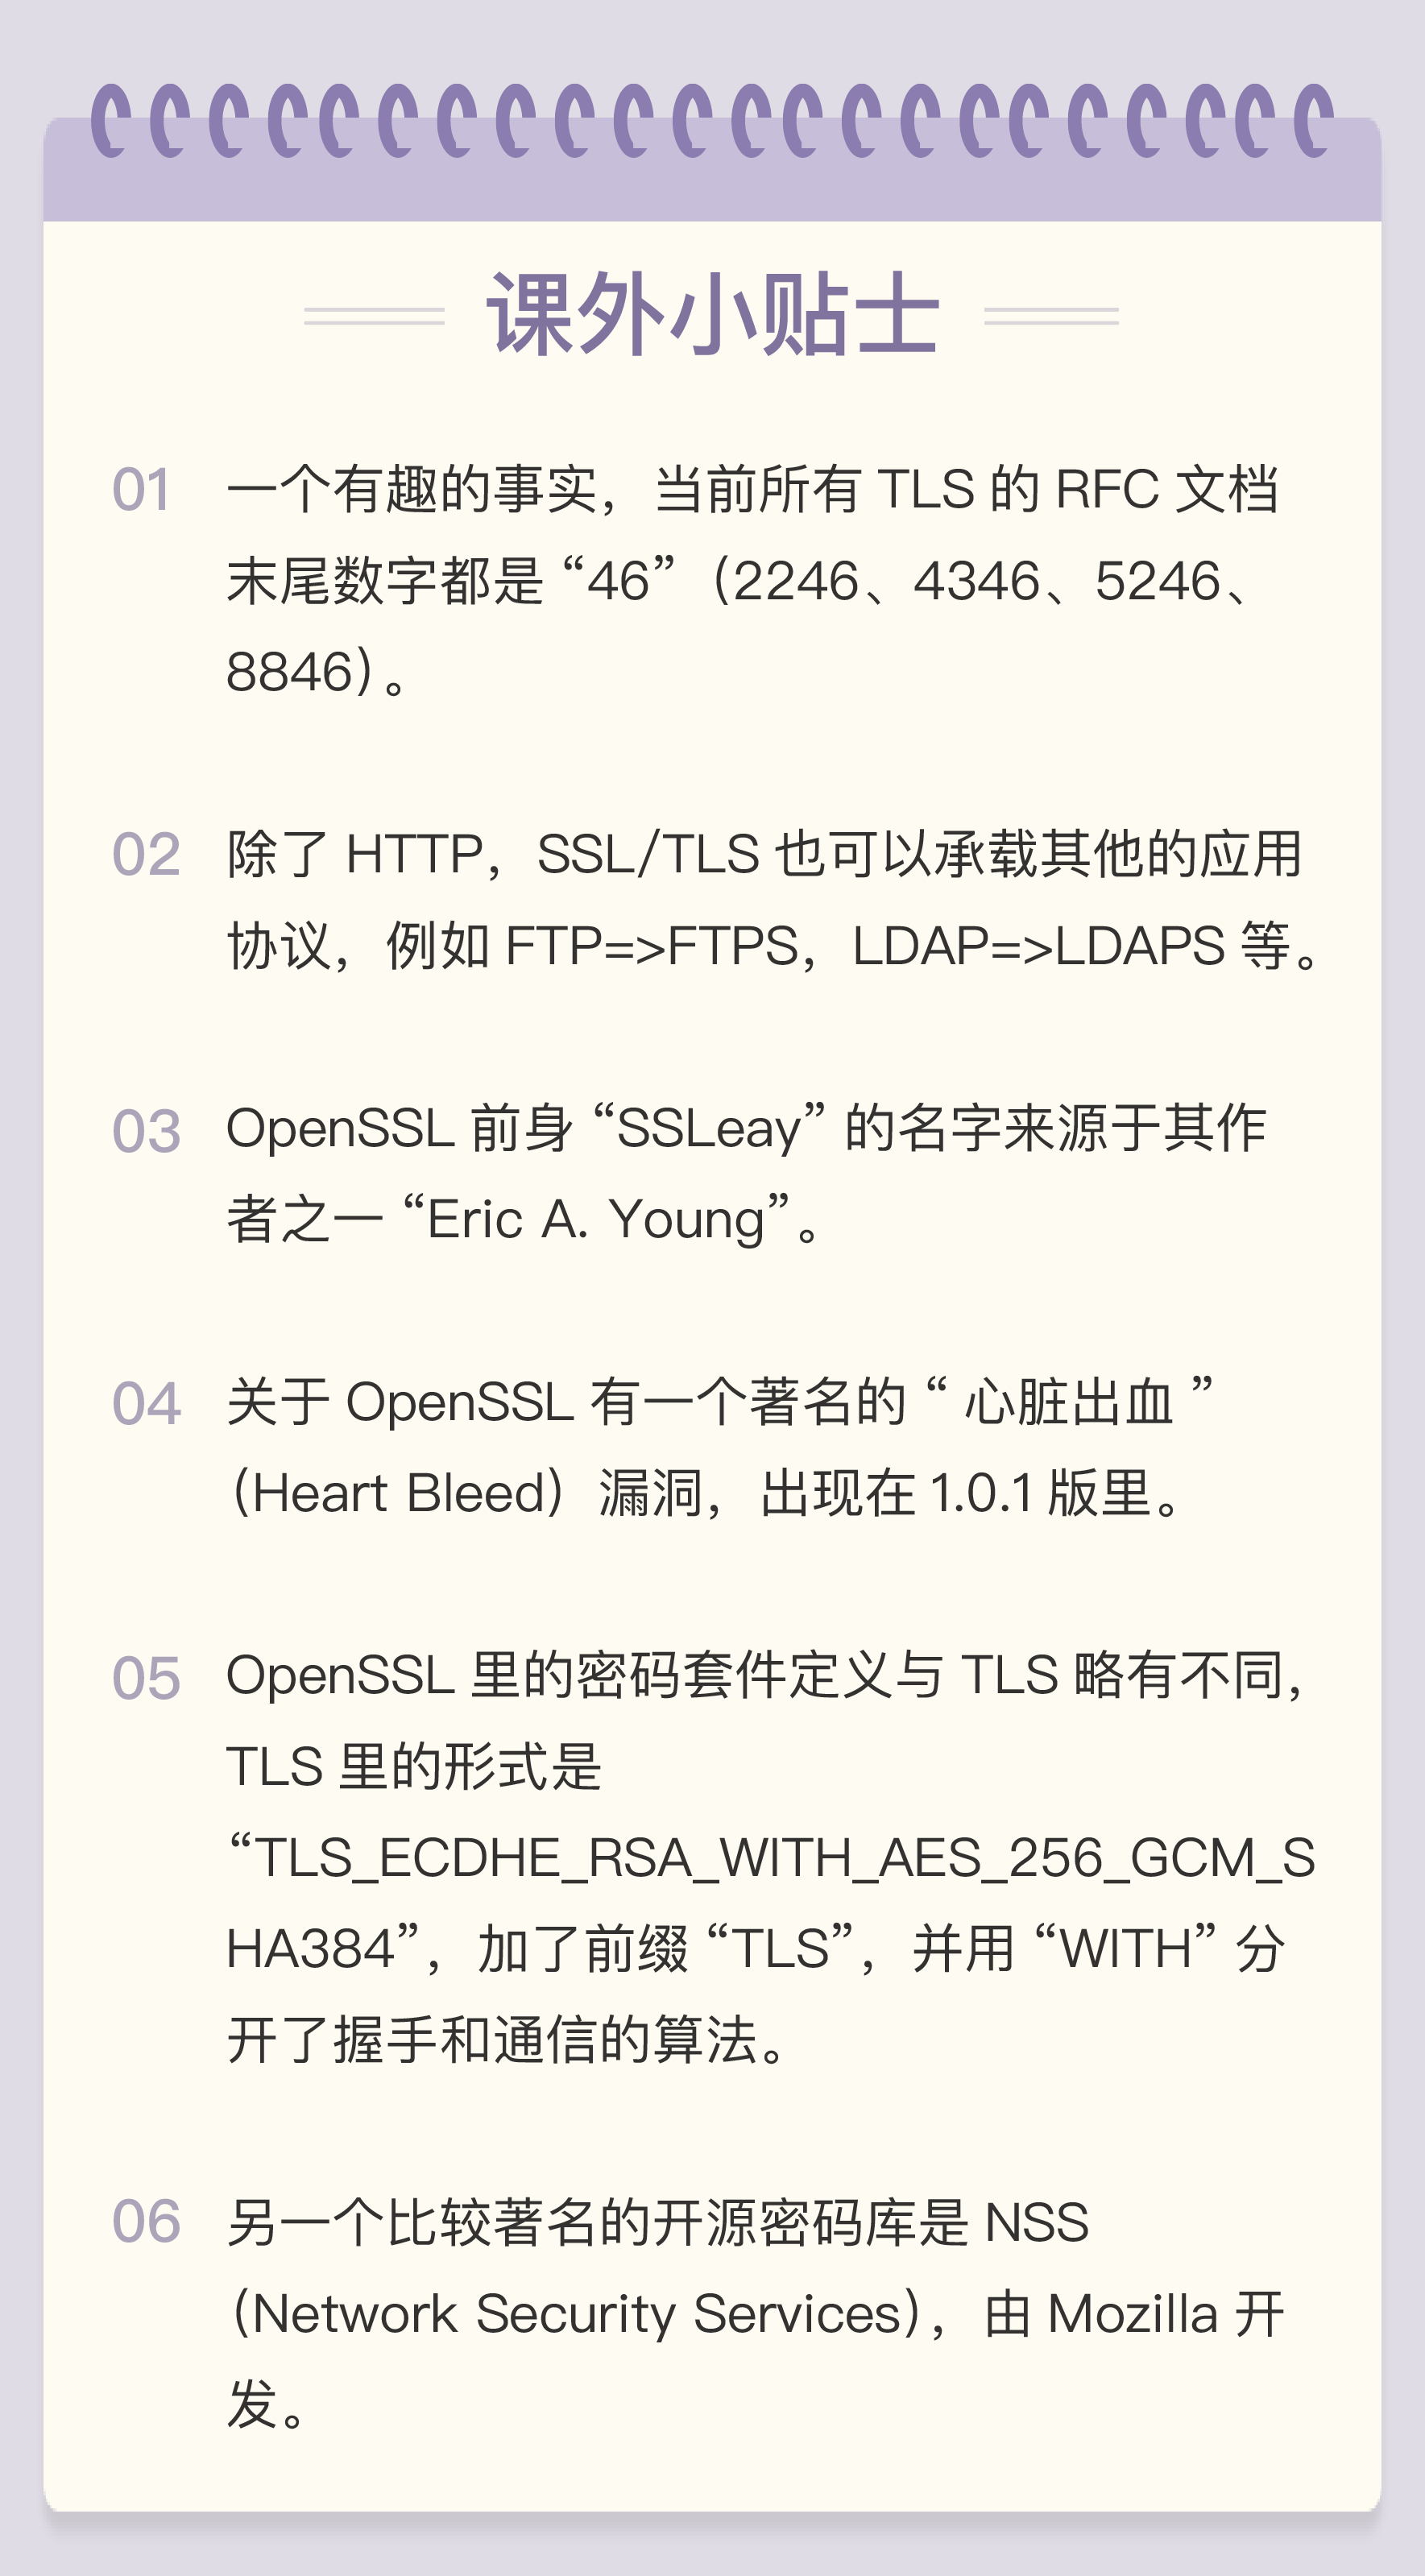 课外小贴士
01 一个有趣的事实，当前所有 TLS 的 RFC 文档
末尾数字都是 “46”（2246、4346、5246、
8846）。
02 除了 HTTP，SSL/TLS 也可以承载其他的应用
协议，例如 FTP=>FTPS，LDAP=>LDAPS 等。
03 OpenSSL 前身 “SSLeay” 的名字来源于其作
者之一 “Eric A. Young”。
04 关于 OpenSSL 有一个著名的 “ 心脏出血 ”
（Heart Bleed）漏洞，出现在 1.0.1 版里。
05 OpenSSL 里的密码套件定义与 TLS 略有不同，
TLS 里的形式是
“TLS_ECDHE_RSA_WITH_AES_256_GCM_S
HA384”，加了前缀 “TLS”，并用 “WITH” 分
开了握手和通信的算法。
06 另一个比较著名的开源密码库是 NSS
（Network Security Services），由 Mozilla 开
发。